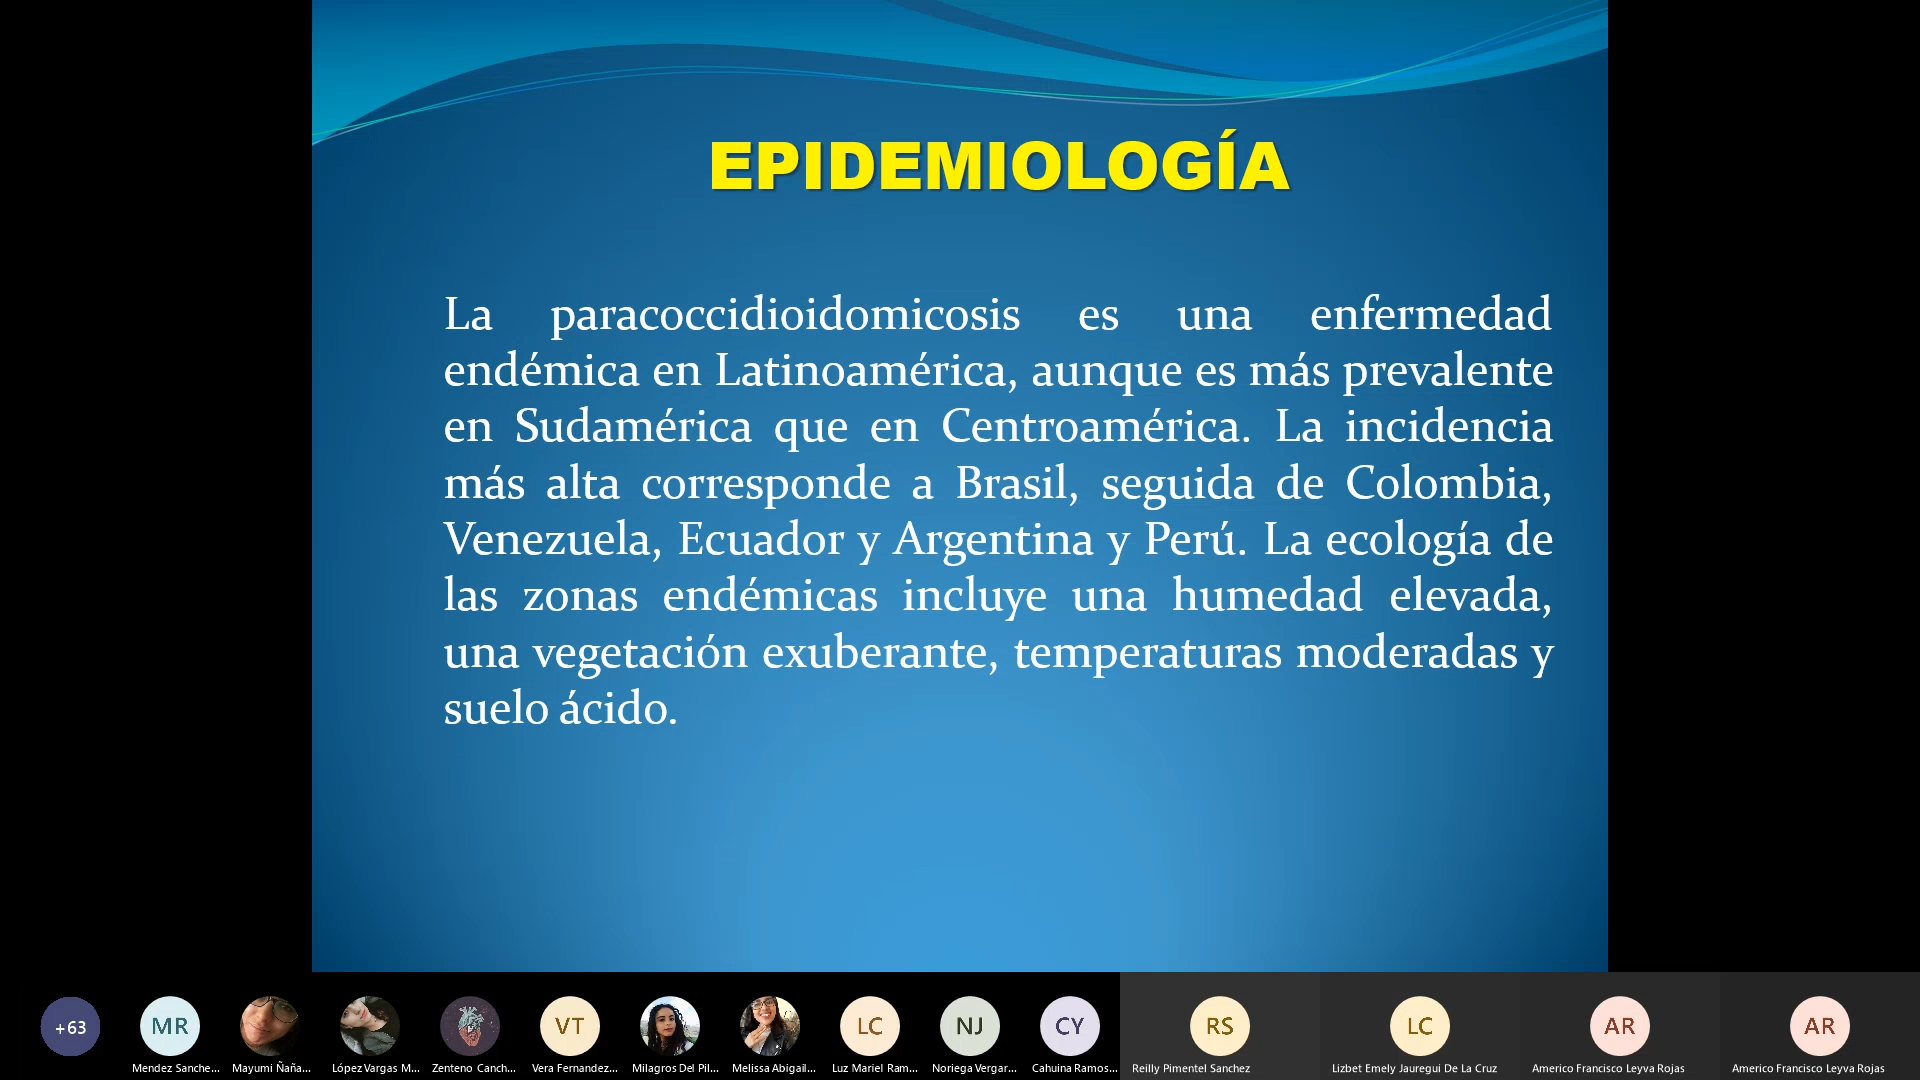 EPIDEMIOLOGÍA
La paracoccidioidomicosis es una enfermedad
endémica en Latinoamérica, aunque es más prevalente
en Sudamérica que en Centroamérica. La incidencia
más alta corresponde a Brasil, seguida de Colombia,
Venezuela, Ecuador y Argentina y Perú. La ecología de
las zonas endémicas incluye una humedad elevada,
una vegetación exuberante, temperaturas moderadas y
suelo ácido.
+63
MR
VT
LC
NJ
CY
RS
LC
AR
AR
Mendez Sanche...
Mayumi Ñaña...
López Vargas M...
Zenteno Canch...
Vera Fernandez...
Milagros Del Pil...
Melissa Abigail...
Luz Mariel Ram...
Noriega Vergar...
Cahuina Ramos...
Reilly Pimentel Sanchez
Lizbet Emely Jauregui De La Cruz
Americo Francisco Leyva Rojas
Americo Francisco Leyva Rojas